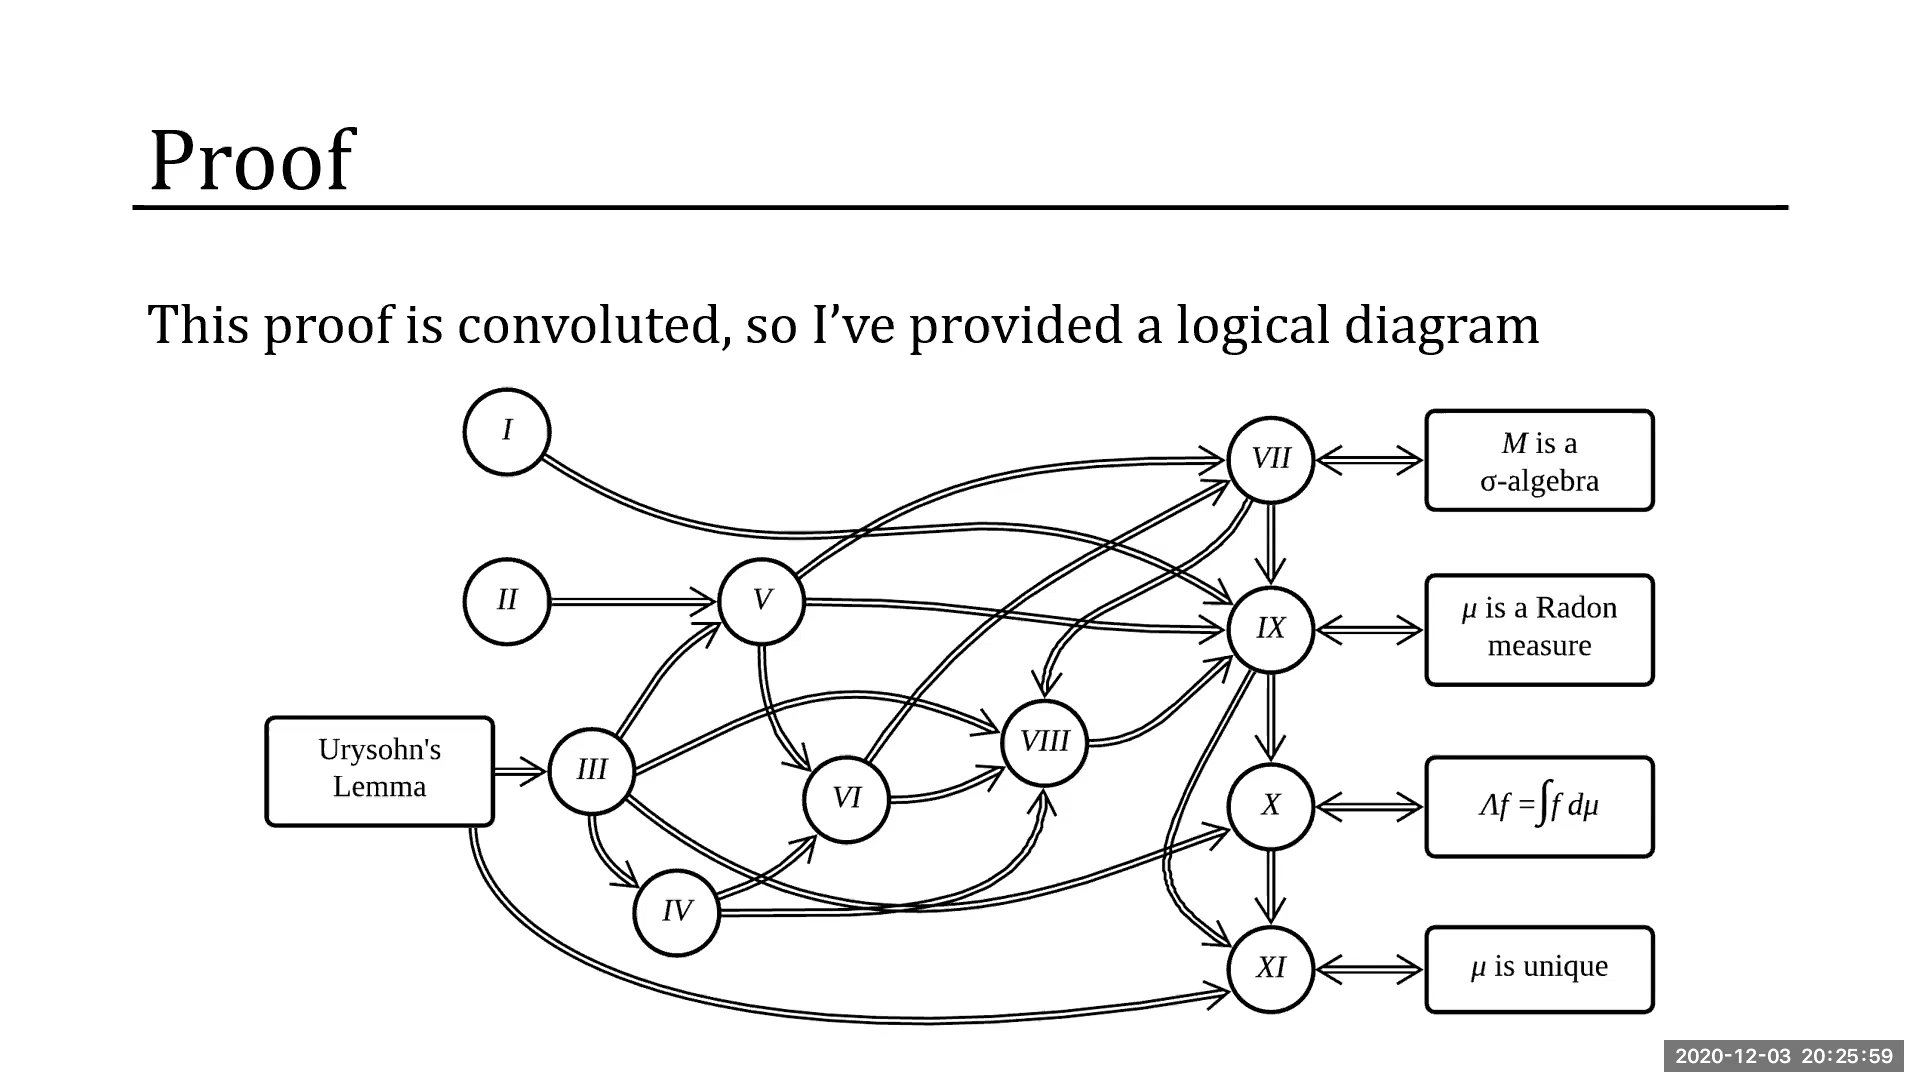 Proof
This proof is convoluted, so I’ve provided a logical diagram
I
VII
M is a
σ-algebra
II
V
IX
μ is a Radon
measure
Urysohn's
Lemma
III
VI
VIII
X
Λf =∫f dμ
IV
XI
μ is unique
2020-12-03 20:25:59